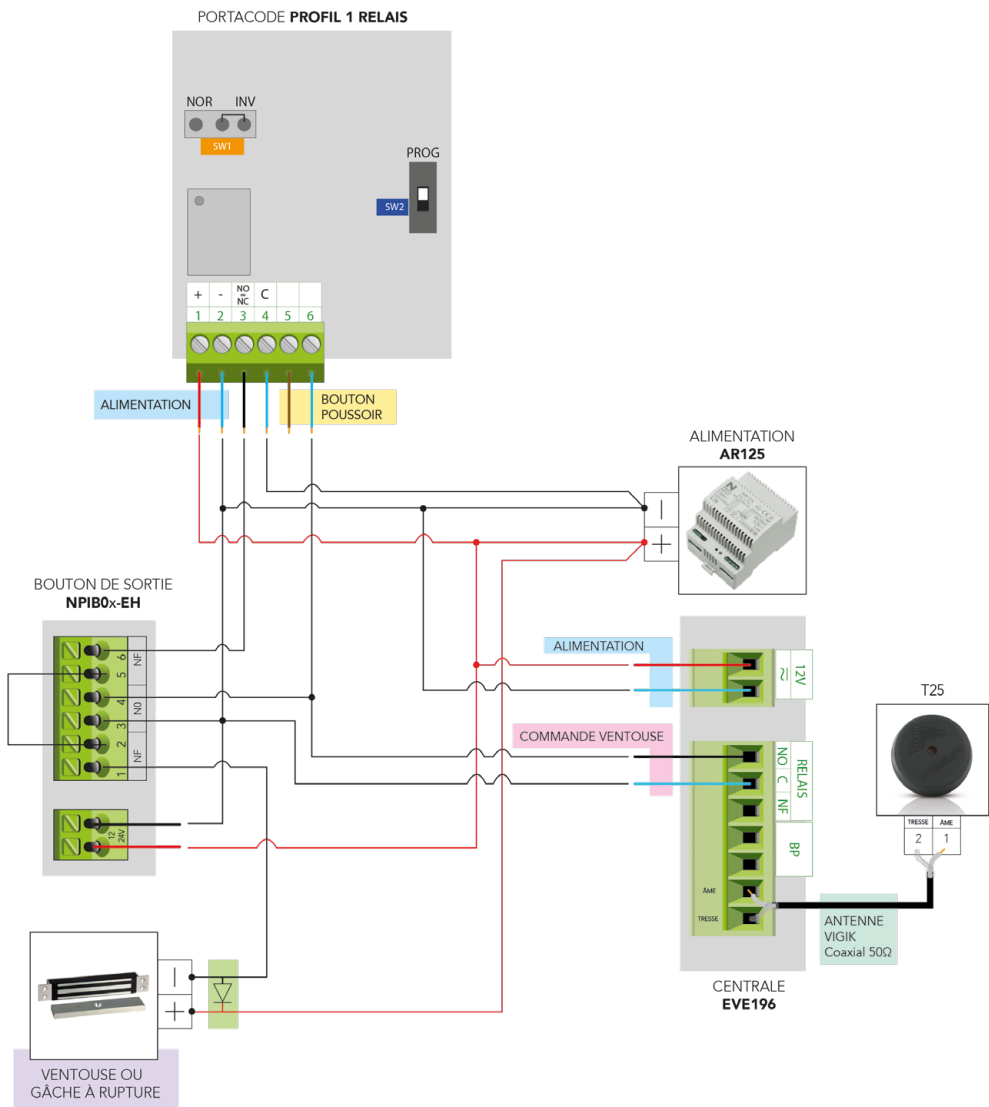 PORTACODE PROFIL 1 RELAIS
NOR INV
SW1
PROG
SW2
+ - NO ou NC C
1 2 3 4 5 6
ALIMENTATION
BOUTON
POUSSOIR
ALIMENTATION
AR125
−
+
BOUTON DE SORTIE
NPIB0x-EH
6 NF
5
4 N0
3
2 NF
1
12
24V
ALIMENTATION
12V
COMMANDE VENTOUSE
NO C NF
RELAIS
BP
ÂME
TRESSE
T25
TRESSE ÂME
2 1
ANTENNE
VIGIK
Coaxial 50Ω
CENTRALE
EVE196
−
+
VENTOUSE OU
GÂCHE À RUPTURE